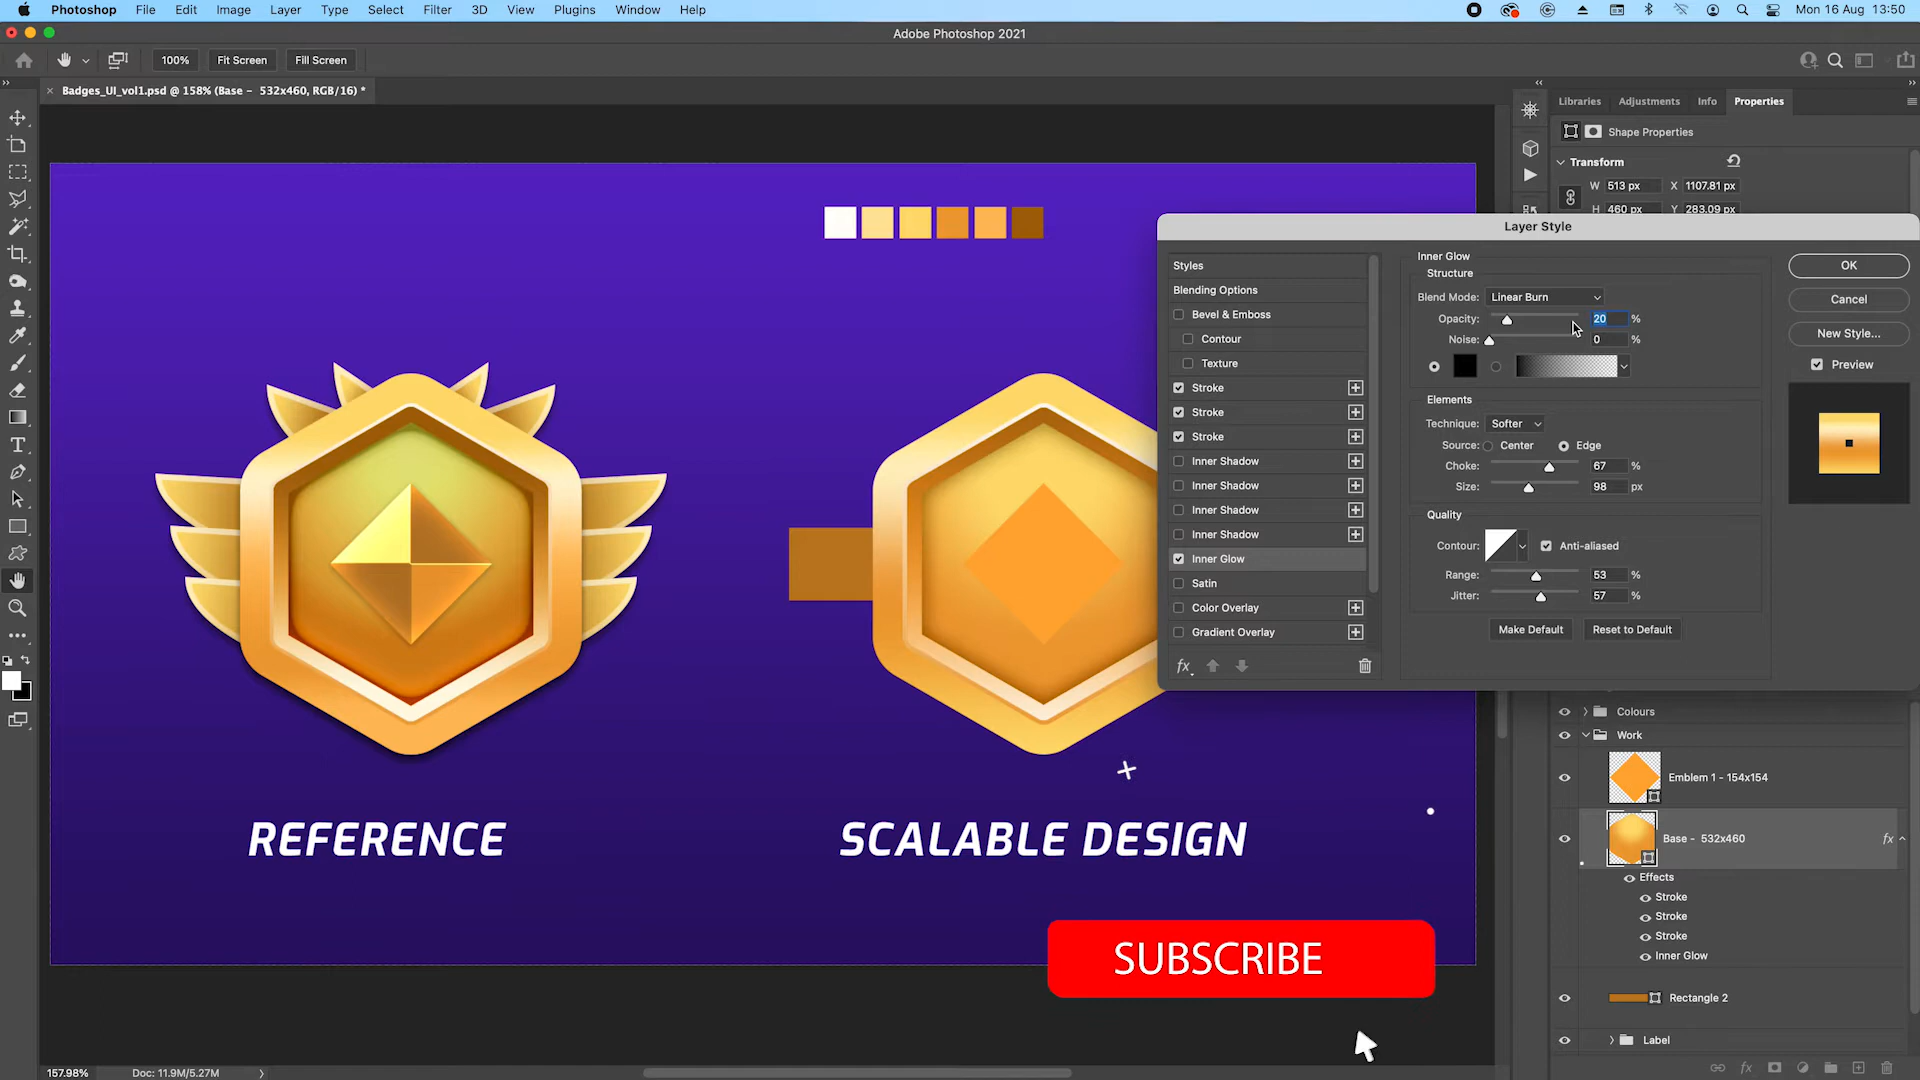 Photoshop File Edit Image Layer Type Select Filter 3D View Plugins Window Help Mon 16 Aug 13:50
Adobe Photoshop 2021
100% Fit Screen Fill Screen
Badges_UI_vol1.psd @ 158% (Base - 532x460, RGB/16) *
Libraries Adjustments Info Properties
Shape Properties
Transform
W 513 px X 1107.81 px
H 460 px Y 283.09 px
Layer Style
Styles
Blending Options
Bevel & Emboss
Contour
Texture
Stroke
Stroke
Stroke
Inner Shadow
Inner Shadow
Inner Shadow
Inner Shadow
Inner Glow
Satin
Color Overlay
Gradient Overlay
fx
Inner Glow
Structure
Blend Mode: Linear Burn
Opacity: 20 %
Noise: 0 %
Elements
Technique: Softer
Source: Center Edge
Choke: 67 %
Size: 98 px
Quality
Contour: Anti-aliased
Range: 53 %
Jitter: 57 %
Make Default Reset to Default
OK
Cancel
New Style...
Preview
REFERENCE
SCALABLE DESIGN
SUBSCRIBE
Colours
Work
Emblem 1 - 154x154
Base - 532x460 fx
Effects
Stroke
Stroke
Stroke
Inner Glow
Rectangle 2
Label
fx
157.98% Doc: 11.9M/5.27M